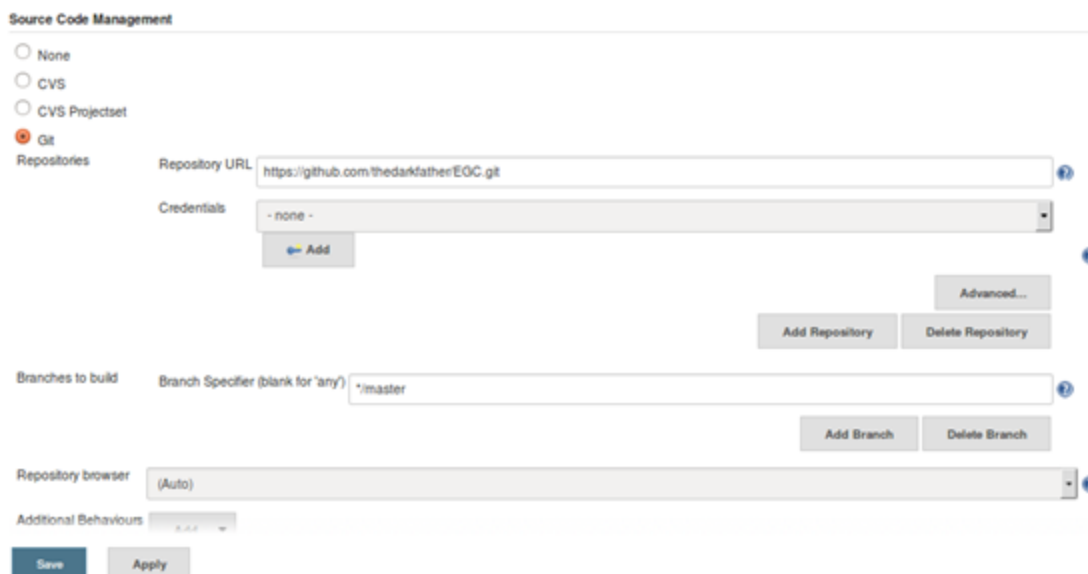 Source Code Management
None
CVS
CVS Projectset
Git
Repositories
Repository URL https://github.com/thedarkfather/EGC.git
Credentials - none -
Add
Advanced...
Add Repository Delete Repository
Branches to build Branch Specifier (blank for 'any') */master
Add Branch Delete Branch
Repository browser (Auto)
Additional Behaviours Add
Save Apply